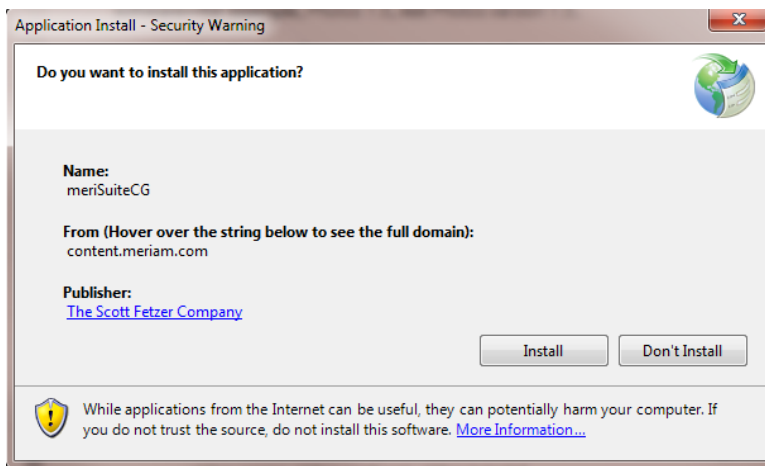 Application Install - Security Warning
Do you want to install this application?
Name:
meriSuiteCG
From (Hover over the string below to see the full domain):
content.meriam.com
Publisher:
The Scott Fetzer Company
Install
Don't Install
While applications from the Internet can be useful, they can potentially harm your computer. If
you do not trust the source, do not install this software. More Information...